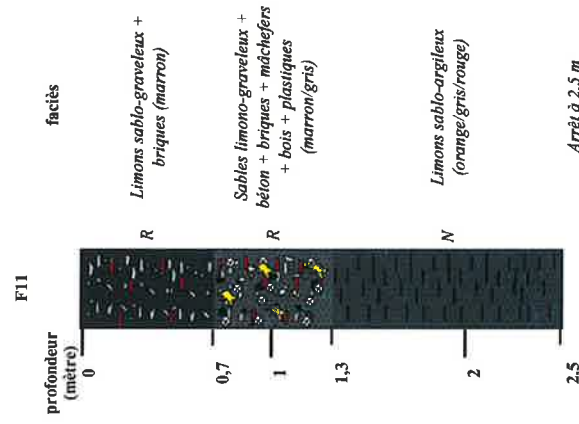 F11
profondeur
(mètre)
faciès
0
R
Limons sablo-graveleux +
briques (marron)
0,7
1
R
Sables limono-graveleux +
béton + briques + mâchefers
+ bois + plastiques
(marron/gris)
1,3
2
N
Limons sablo-argileux
(orange/gris/rouge)
2,5
Arrêt à 2,5 m